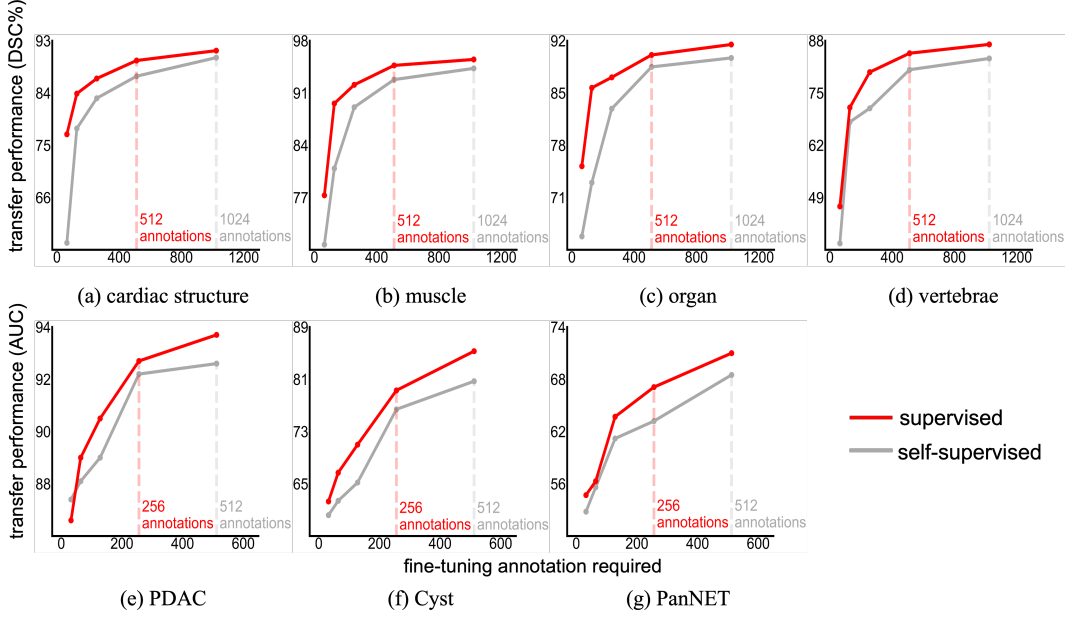 transfer performance (DSC%)
93
84
75
66
512
annotations
1024
annotations
0 400 800 1200
(a) cardiac structure
98
91
84
77
512
annotations
1024
annotations
0 400 800 1200
(b) muscle
92
85
78
71
512
annotations
1024
annotations
0 400 800 1200
(c) organ
88
75
62
49
512
annotations
1024
annotations
0 400 800 1200
(d) vertebrae
transfer performance (AUC)
94
92
90
88
256
annotations
512
annotations
0 200 400 600
(e) PDAC
89
81
73
65
256
annotations
512
annotations
0 200 400 600
(f) Cyst
74
68
62
56
256
annotations
512
annotations
0 200 400 600
(g) PanNET
fine-tuning annotation required
supervised
self-supervised